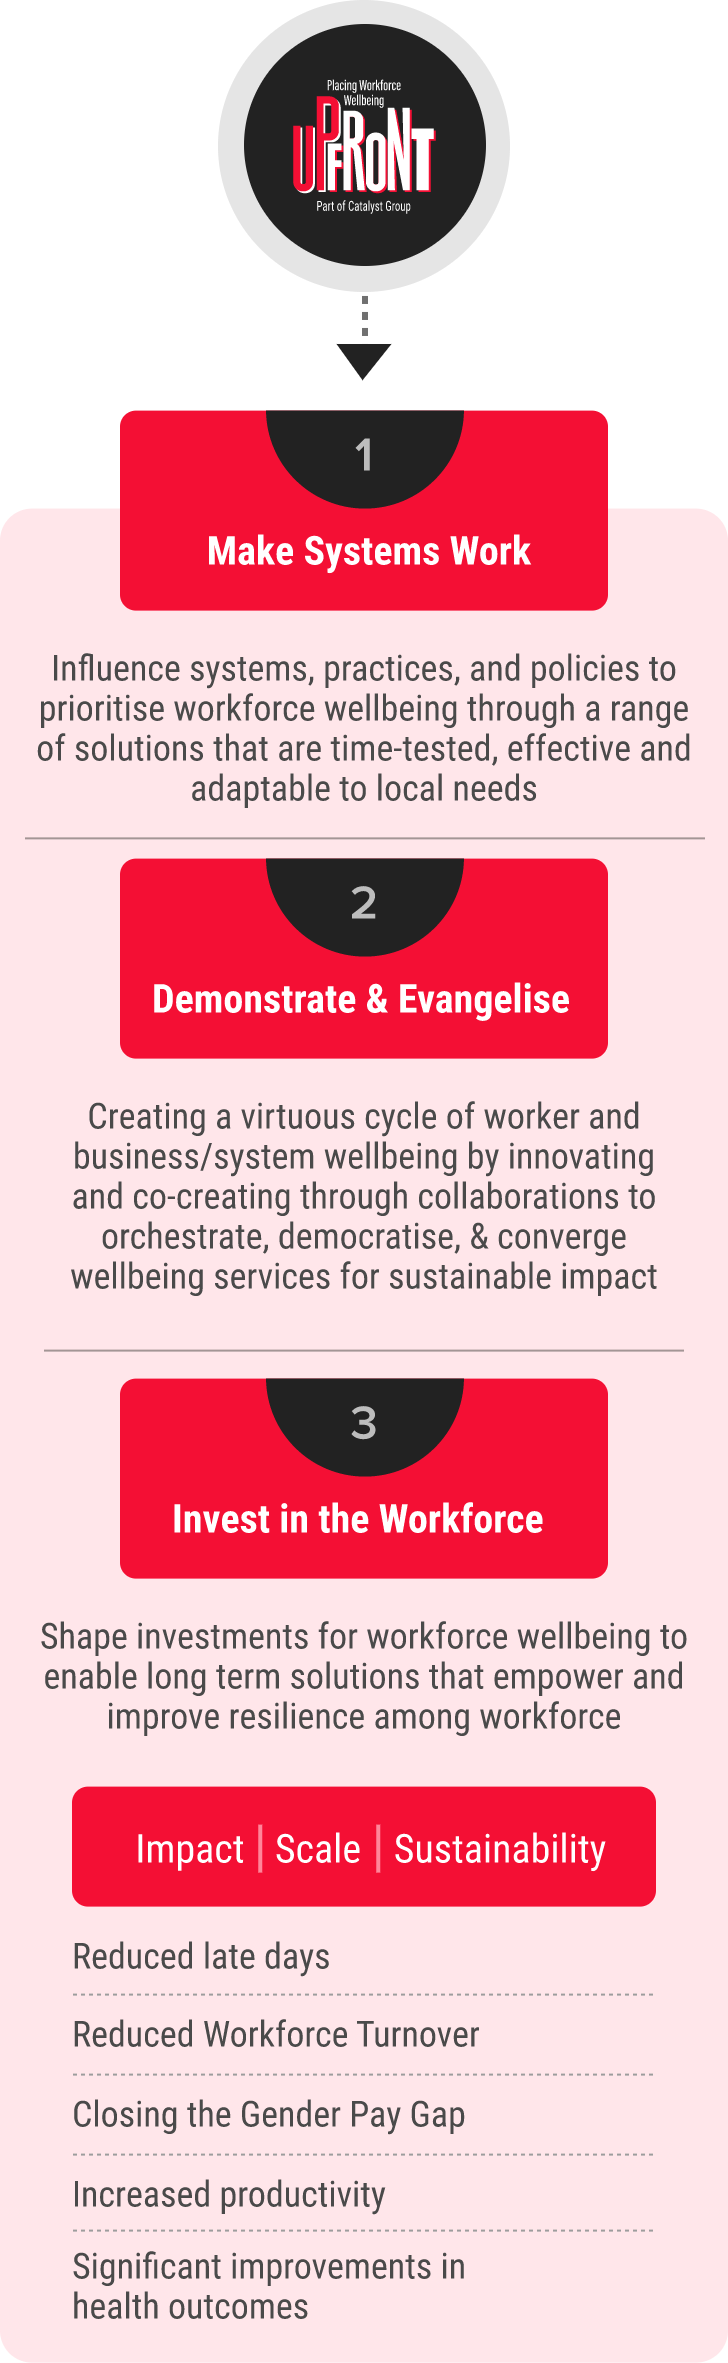 Placing Workforce
Wellbeing
UPFRONT
Part of Catalyst Group
1
Make Systems Work
Influence systems, practices, and policies to
prioritise workforce wellbeing through a range
of solutions that are time-tested, effective and
adaptable to local needs
2
Demonstrate & Evangelise
Creating a virtuous cycle of worker and
business/system wellbeing by innovating
and co-creating through collaborations to
orchestrate, democratise, & converge
wellbeing services for sustainable impact
3
Invest in the Workforce
Shape investments for workforce wellbeing to
enable long term solutions that empower and
improve resilience among workforce
Impact | Scale | Sustainability
Reduced late days
Reduced Workforce Turnover
Closing the Gender Pay Gap
Increased productivity
Significant improvements in
health outcomes